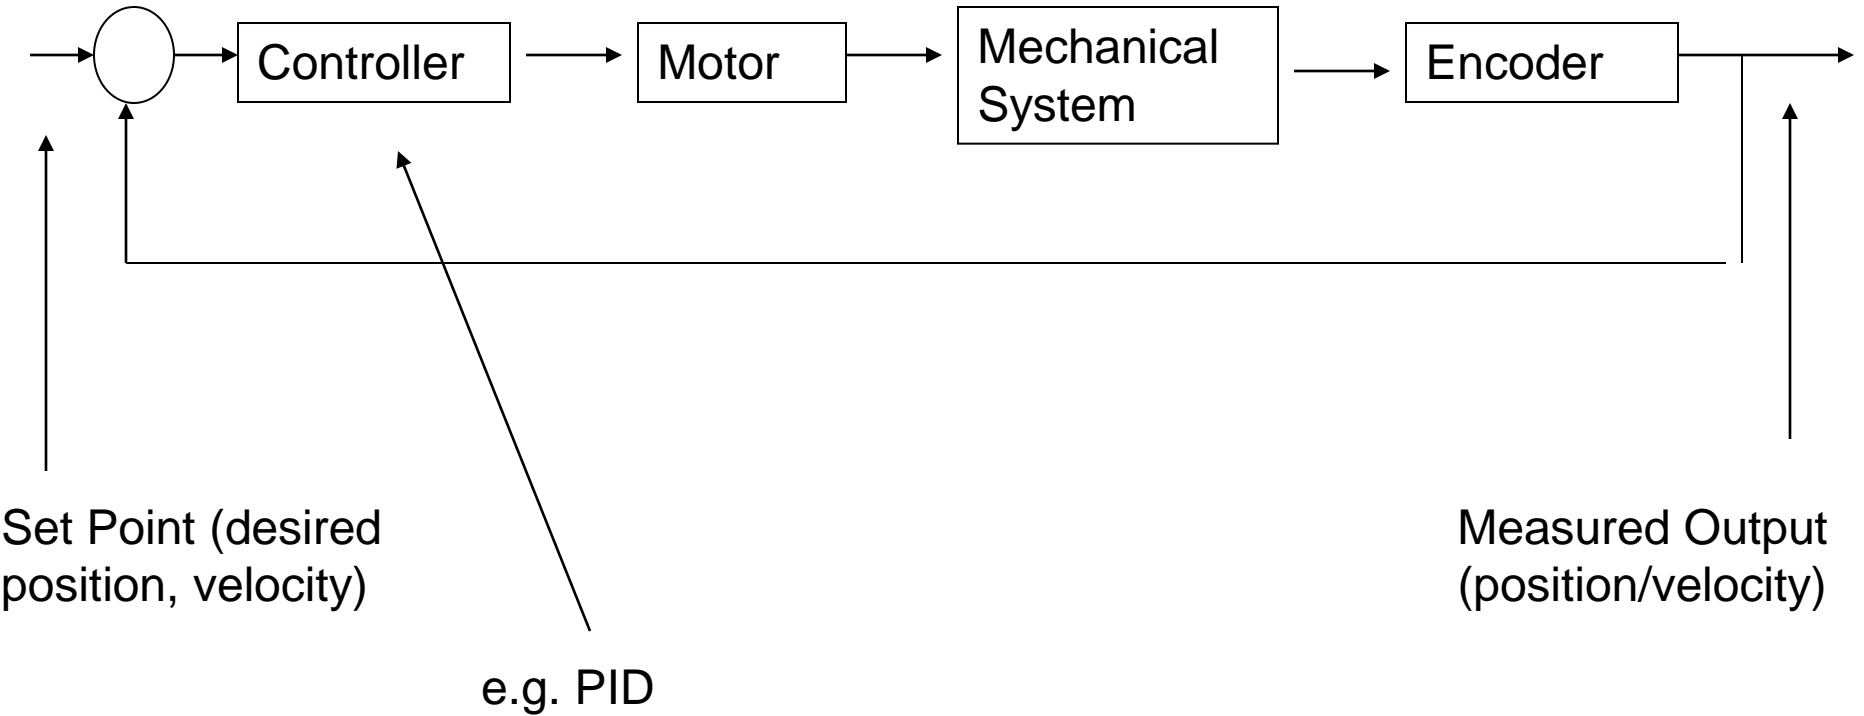 Controller
Motor
Mechanical
System
Encoder
Set Point (desired
position, velocity)
Measured Output
(position/velocity)
e.g. PID